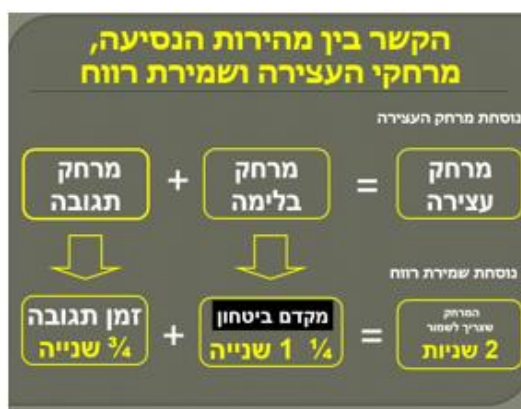 הקשר בין מהירות הנסיעה,
מרחקי העצירה ושמירת רווח
נוסחת מרחק העצירה
מרחק
עצירה
=
מרחק
בלימה
+
מרחק
תגובה
נוסחת שמירת רווח
המרחק
שצריך לשמור
2 שניות
=
מקדם ביטחון
1 ¼ שנייה
+
זמן תגובה
¾ שנייה